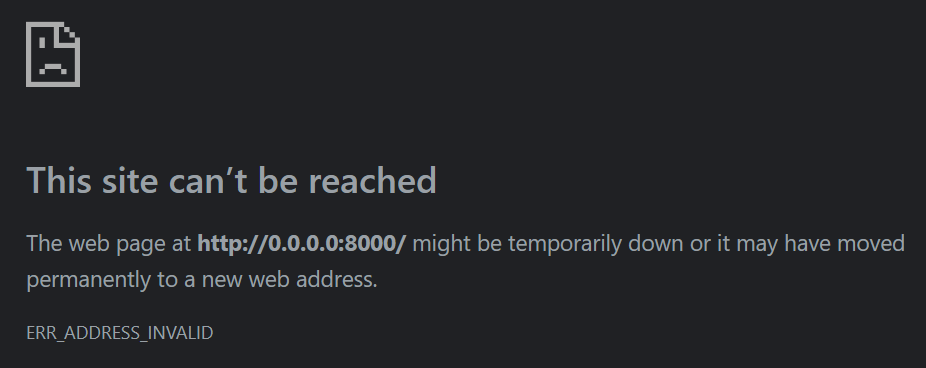 This site can’t be reached
The web page at http://0.0.0.0:8000/ might be temporarily down or it may have moved
permanently to a new web address.
ERR_ADDRESS_INVALID